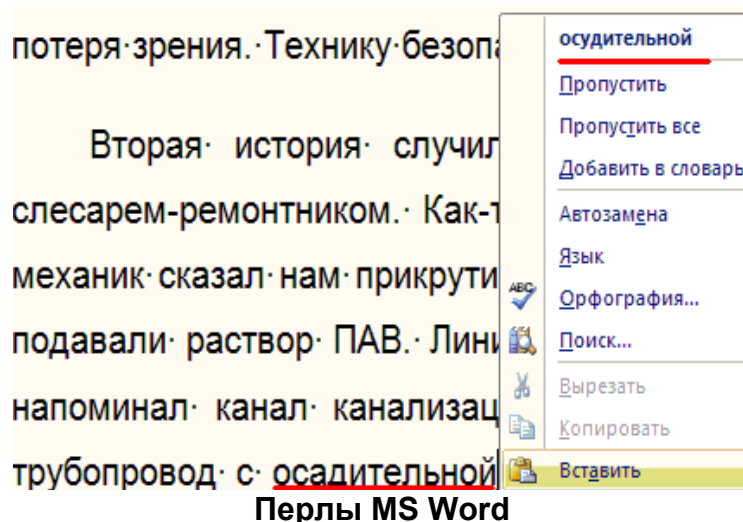 потеря зрения. Технику безопа
Вторая история случил
слесарем-ремонтником. Как-т
механик сказал нам прикрути
подавали раствор ПАВ. Лини
напоминал канал канализац
трубопровод с осадительной
осудительной
Пропустить
Пропустить все
Добавить в словарь
Автозамена
Язык
ABC
Орфография...
Поиск...
Вырезать
Копировать
Вставить
Перлы MS Word